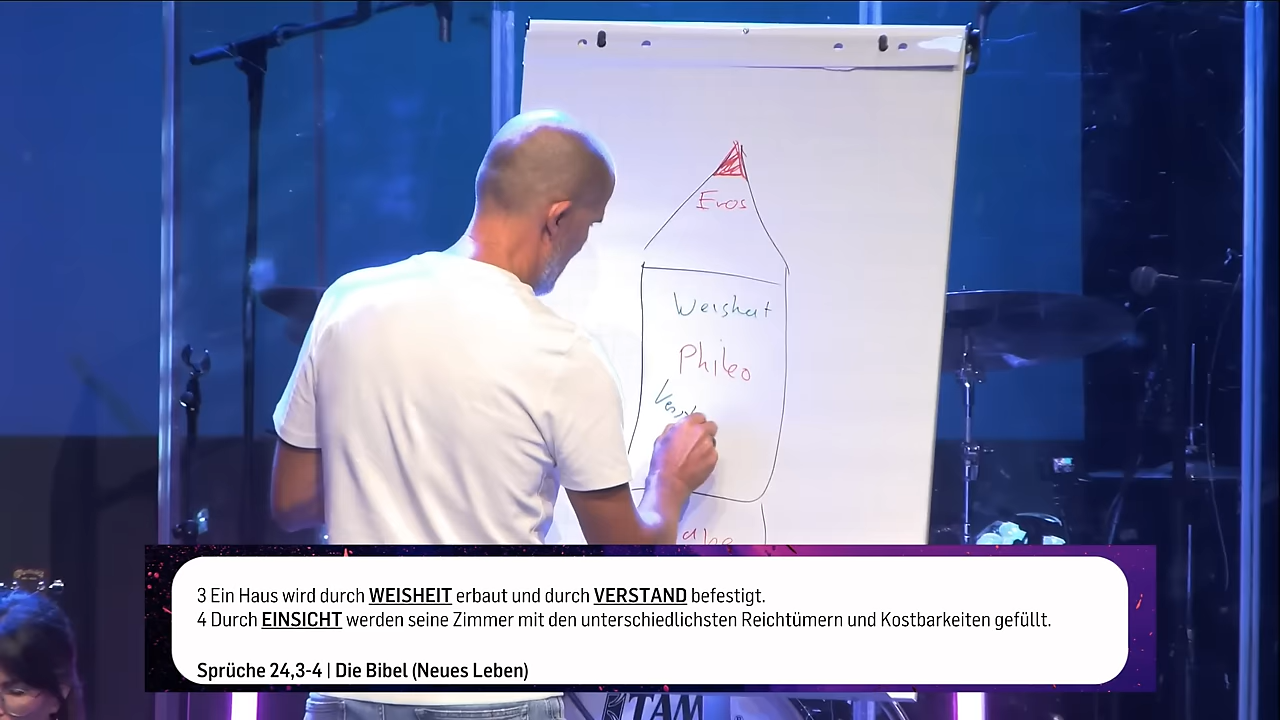 Eros
Weisheit
Phileo
3 Ein Haus wird durch WEISHEIT erbaut und durch VERSTAND befestigt.
4 Durch EINSICHT werden seine Zimmer mit den unterschiedlichsten Reichtümern und Kostbarkeiten gefüllt.
Sprüche 24,3-4 | Die Bibel (Neues Leben)
TAM